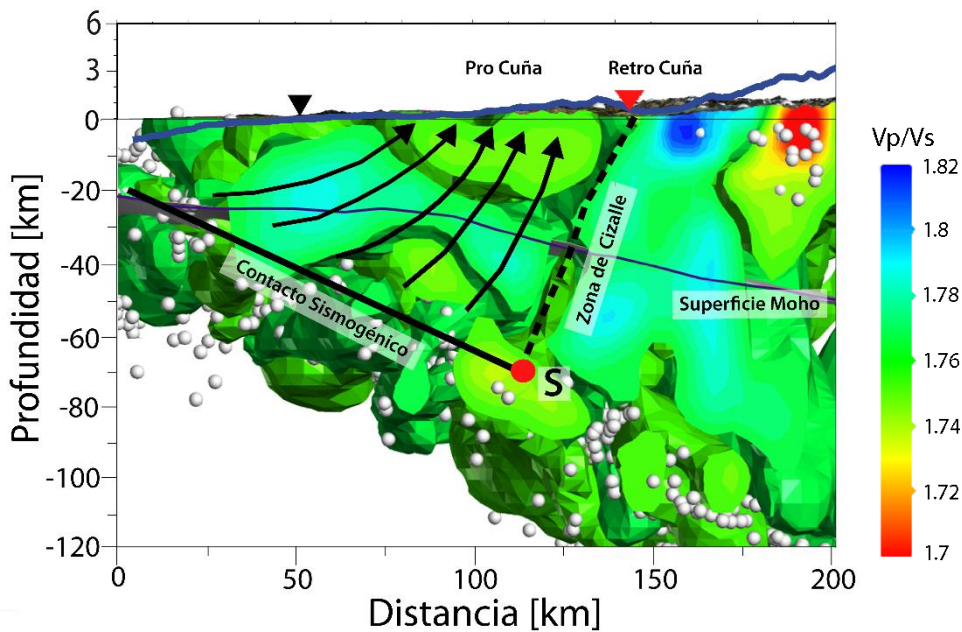 6
3
0
-20
-40
-60
-80
-100
-120
Profundidad [km]
Pro Cuña
Retro Cuña
Contacto Sismogénico
Zona de Cizalle
Superficie Moho
S
0
50
100
150
200
Distancia [km]
Vp/Vs
1.82
1.8
1.78
1.76
1.74
1.72
1.7